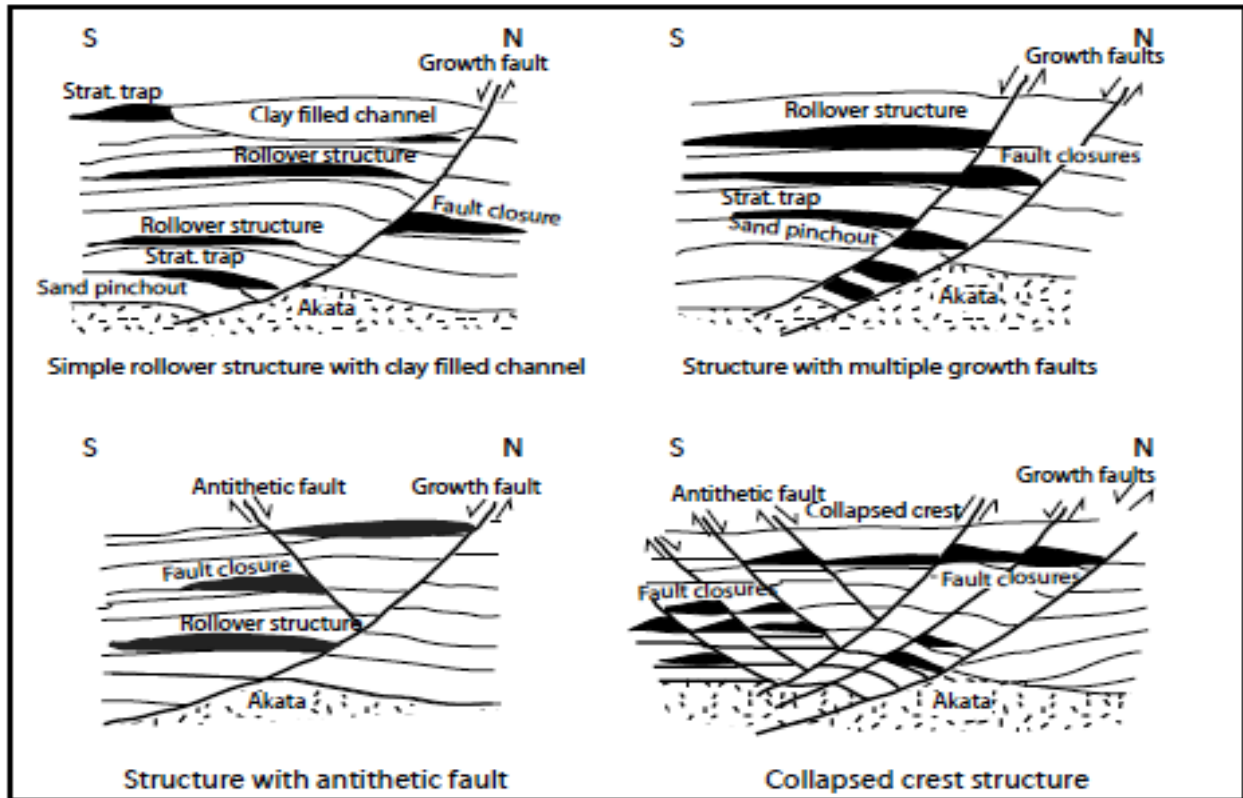 S
N
Growth fault
Strat. trap
Clay filled channel
Rollover structure
Fault closure
Rollover structure
Strat. trap
Sand pinchout
Akata
Simple rollover structure with clay filled channel
S
N
Growth faults
Rollover structure
Fault closures
Strat. trap
Sand pinchout
Akata
Structure with multiple growth faults
S
N
Antithetic fault
Growth fault
Fault closure
Rollover structure
Akata
Structure with antithetic fault
S
N
Growth faults
Antithetic fault
Collapsed crest
Fault closures
Fault closures
Akata
Collapsed crest structure